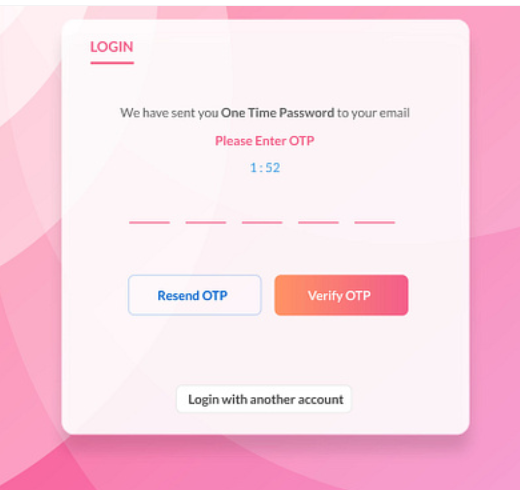 LOGIN
We have sent you One Time Password to your email
Please Enter OTP
1 : 52
Resend OTP
Verify OTP
Login with another account